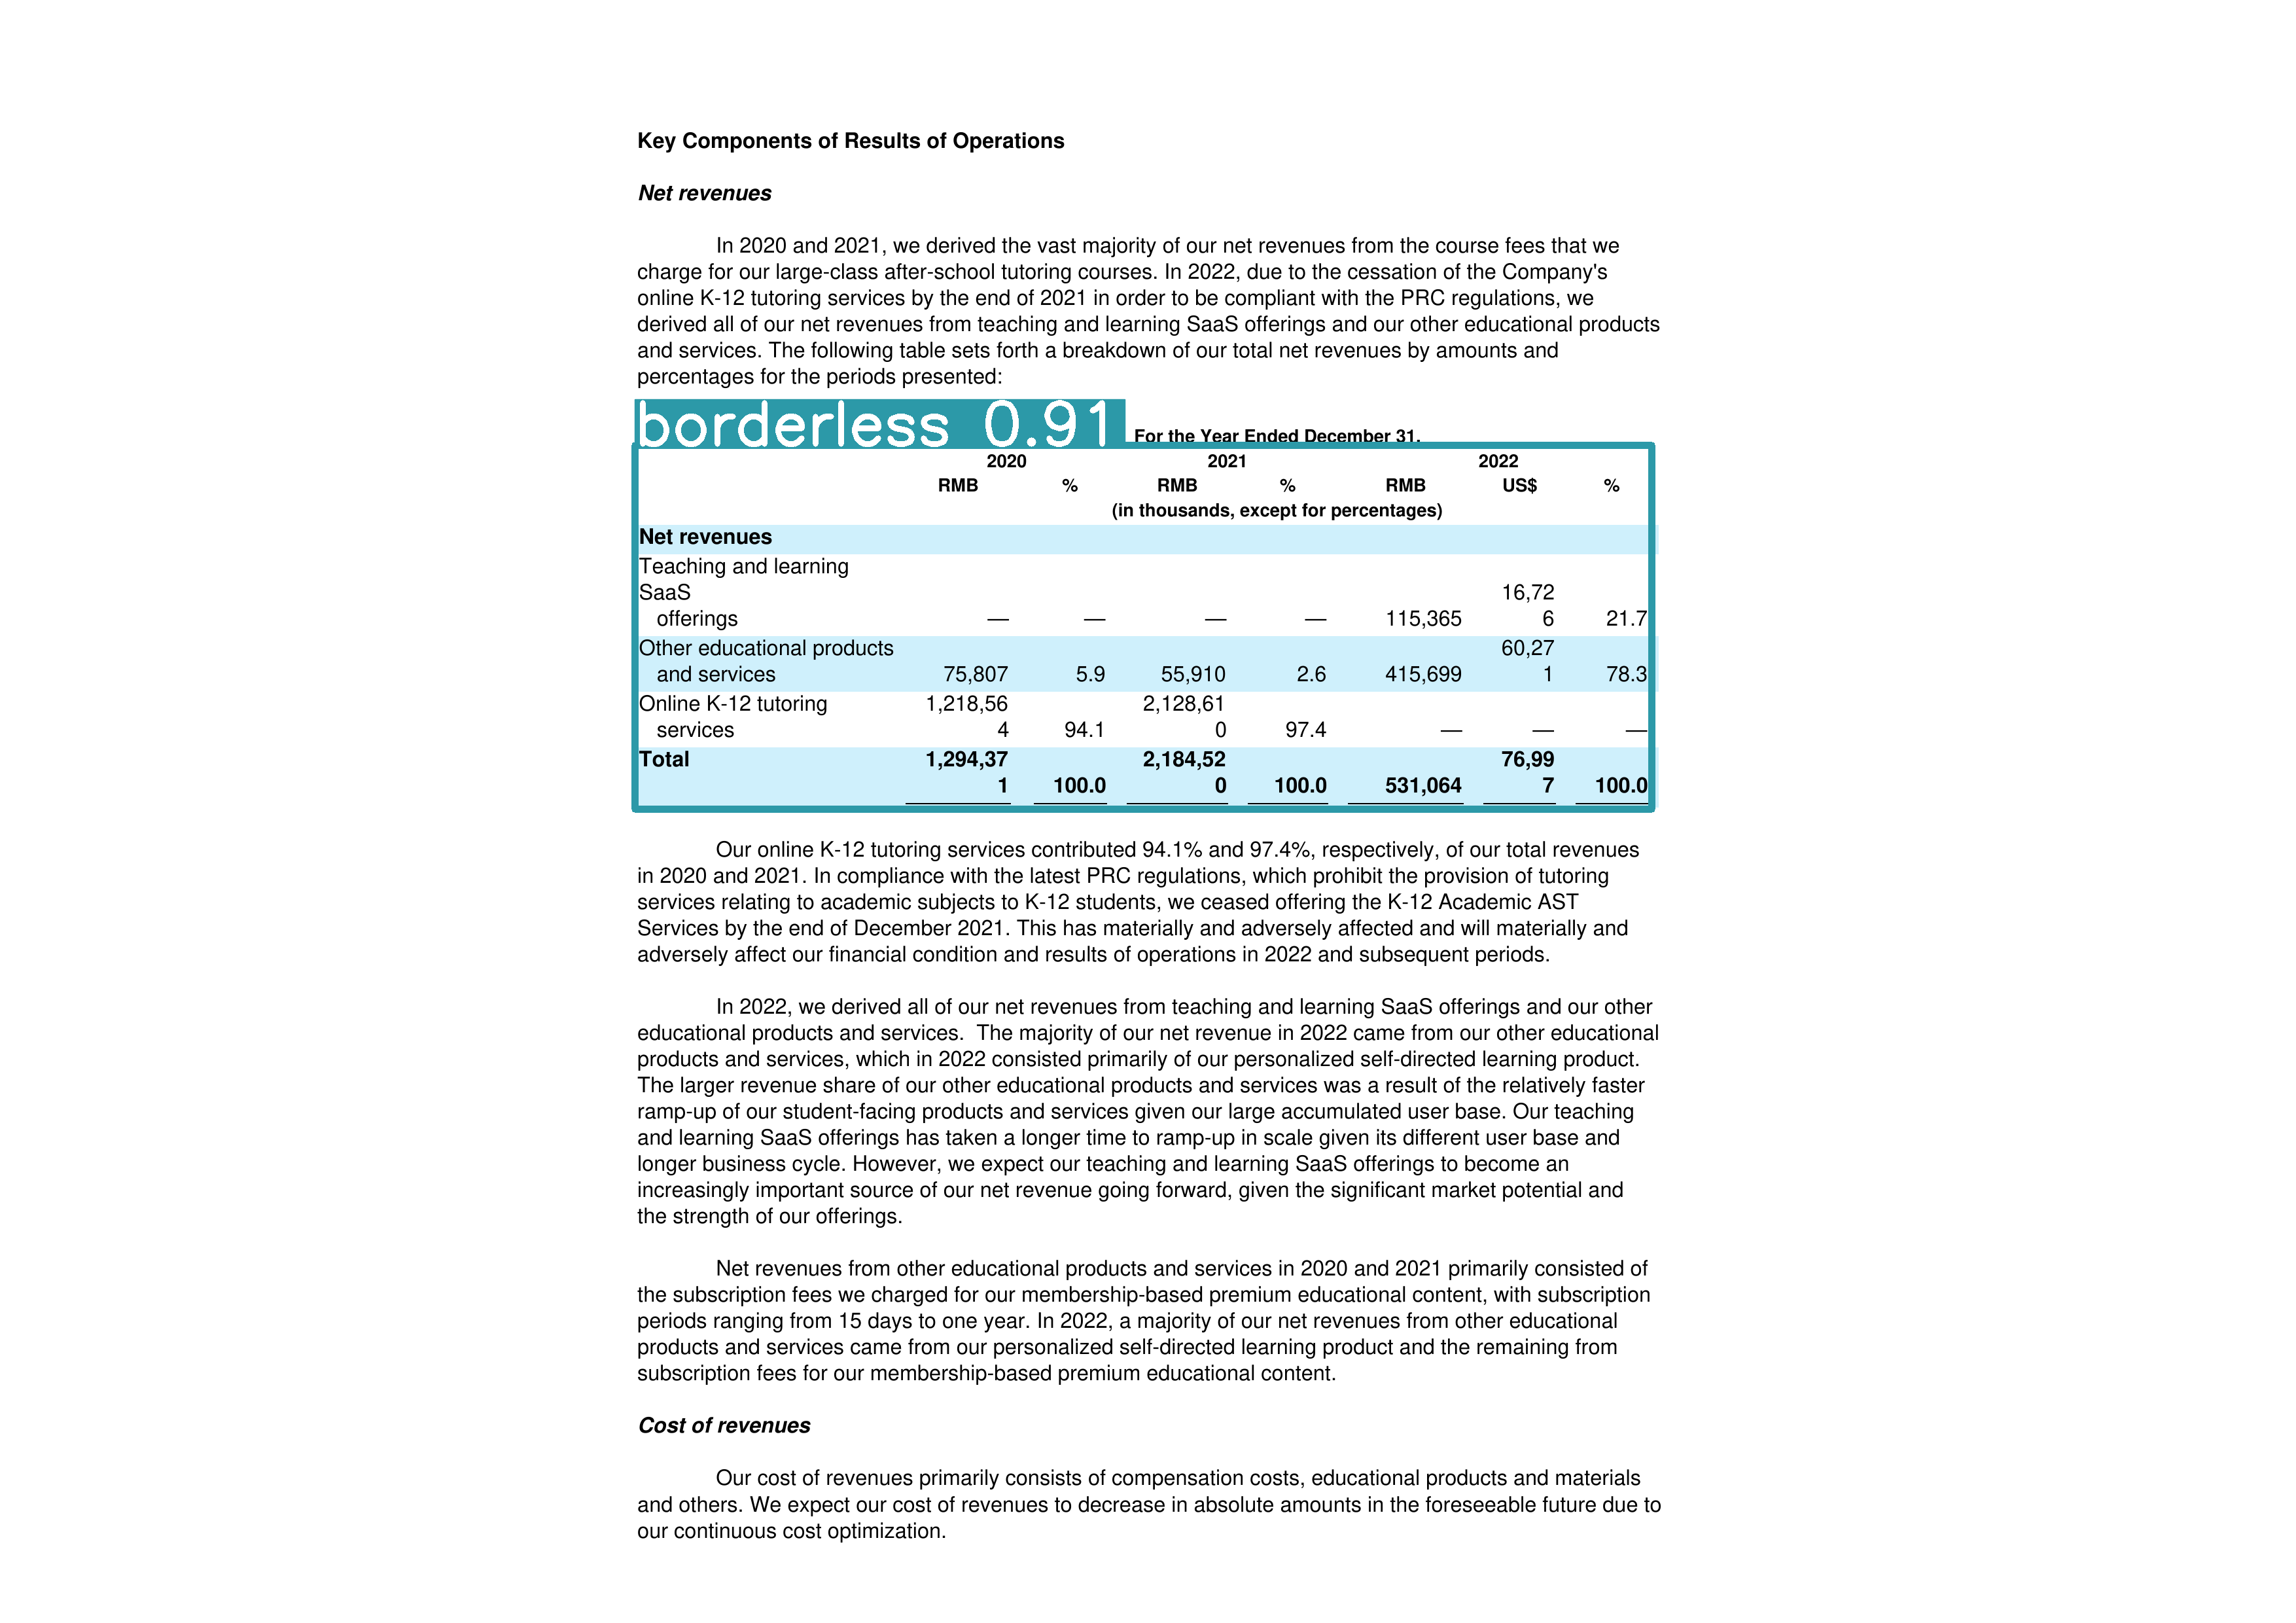 Key Components of Results of Operations
Net revenues
In 2020 and 2021, we derived the vast majority of our net revenues from the course fees that we
charge for our large-class after-school tutoring courses. In 2022, due to the cessation of the Company's
online K-12 tutoring services by the end of 2021 in order to be compliant with the PRC regulations, we
derived all of our net revenues from teaching and learning SaaS offerings and our other educational products
and services. The following table sets forth a breakdown of our total net revenues by amounts and
percentages for the periods presented:
borderless 0.91 For the Year Ended December 31,
2020 2021 2022
RMB % RMB % RMB US$ %
(in thousands, except for percentages)
Net revenues
Teaching and learning
SaaS 16,72
offerings — — — — 115,365 6 21.7
Other educational products 60,27
and services 75,807 5.9 55,910 2.6 415,699 1 78.3
Online K-12 tutoring 1,218,56 2,128,61
services 4 94.1 0 97.4 — — —
Total 1,294,37 2,184,52 76,99
1 100.0 0 100.0 531,064 7 100.0
Our online K-12 tutoring services contributed 94.1% and 97.4%, respectively, of our total revenues
in 2020 and 2021. In compliance with the latest PRC regulations, which prohibit the provision of tutoring
services relating to academic subjects to K-12 students, we ceased offering the K-12 Academic AST
Services by the end of December 2021. This has materially and adversely affected and will materially and
adversely affect our financial condition and results of operations in 2022 and subsequent periods.
In 2022, we derived all of our net revenues from teaching and learning SaaS offerings and our other
educational products and services.  The majority of our net revenue in 2022 came from our other educational
products and services, which in 2022 consisted primarily of our personalized self-directed learning product.
The larger revenue share of our other educational products and services was a result of the relatively faster
ramp-up of our student-facing products and services given our large accumulated user base. Our teaching
and learning SaaS offerings has taken a longer time to ramp-up in scale given its different user base and
longer business cycle. However, we expect our teaching and learning SaaS offerings to become an
increasingly important source of our net revenue going forward, given the significant market potential and
the strength of our offerings.
Net revenues from other educational products and services in 2020 and 2021 primarily consisted of
the subscription fees we charged for our membership-based premium educational content, with subscription
periods ranging from 15 days to one year. In 2022, a majority of our net revenues from other educational
products and services came from our personalized self-directed learning product and the remaining from
subscription fees for our membership-based premium educational content.
Cost of revenues
Our cost of revenues primarily consists of compensation costs, educational products and materials
and others. We expect our cost of revenues to decrease in absolute amounts in the foreseeable future due to
our continuous cost optimization.